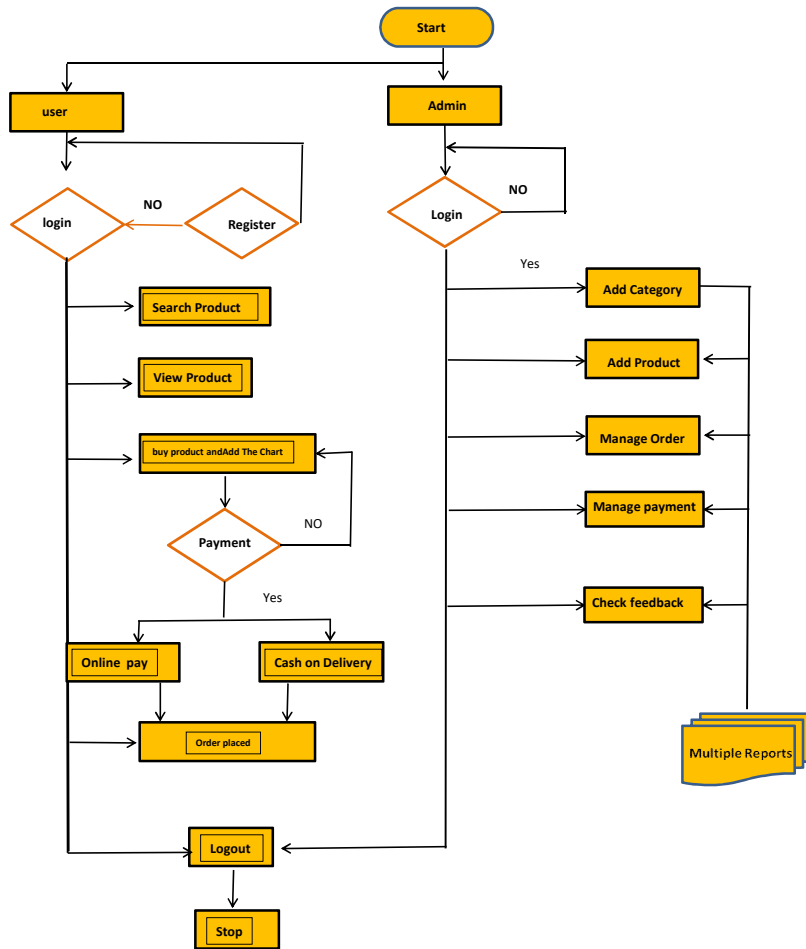 Start
user
Admin
NO
login
Register
NO
Login
Yes
Search Product
Add Category
View Product
Add Product
buy product andAdd The Chart
Manage Order
NO
Payment
Manage payment
Yes
Check feedback
Online pay
Cash on Delivery
Order placed
Multiple Reports
Logout
Stop